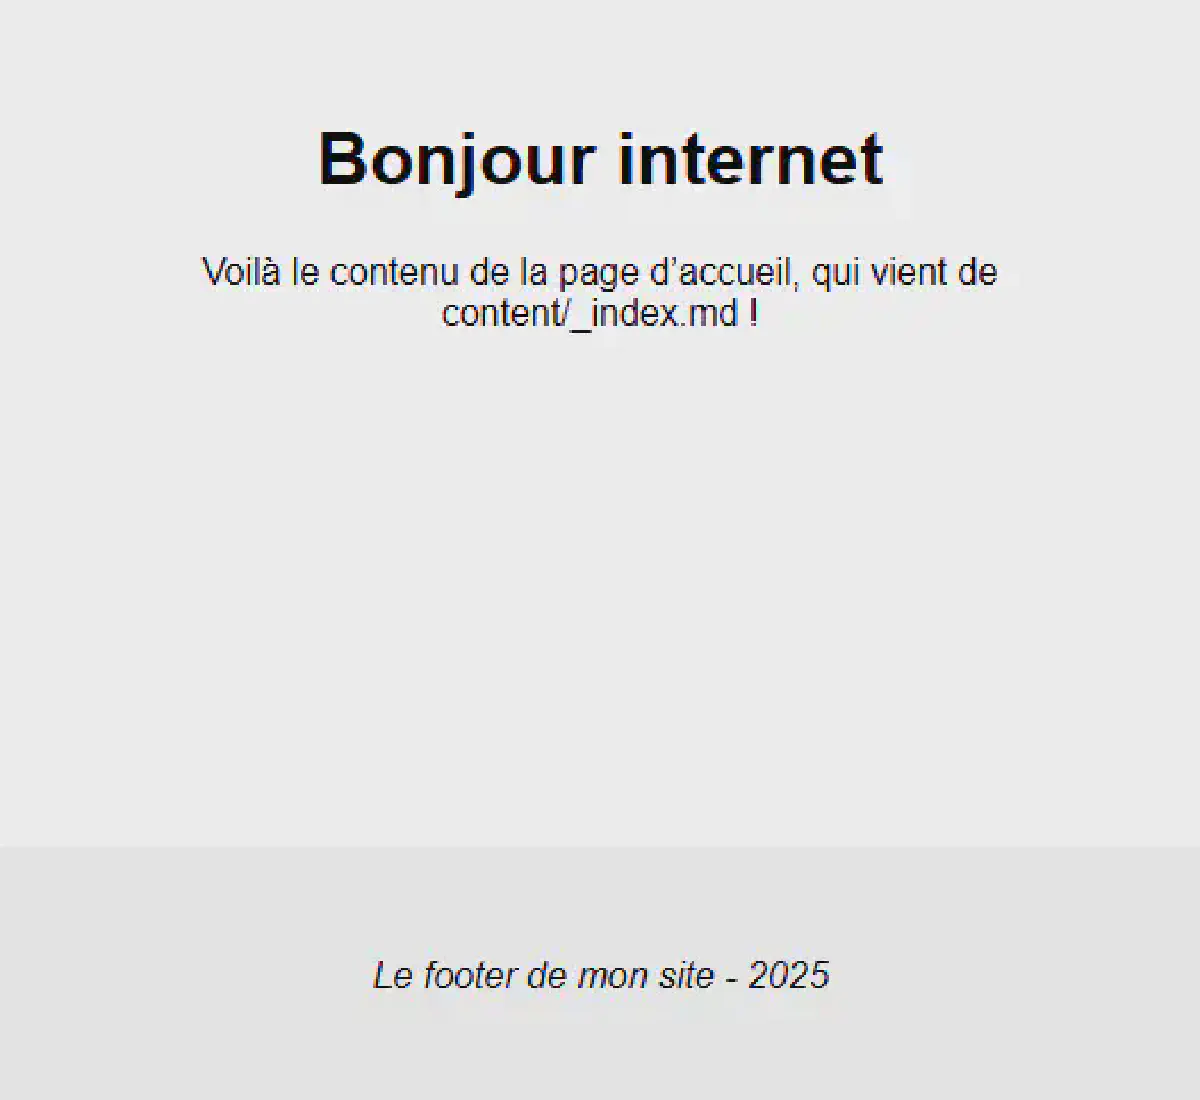 Bonjour internet
Voilà le contenu de la page d’accueil, qui vient de
content/_index.md !
Le footer de mon site - 2025